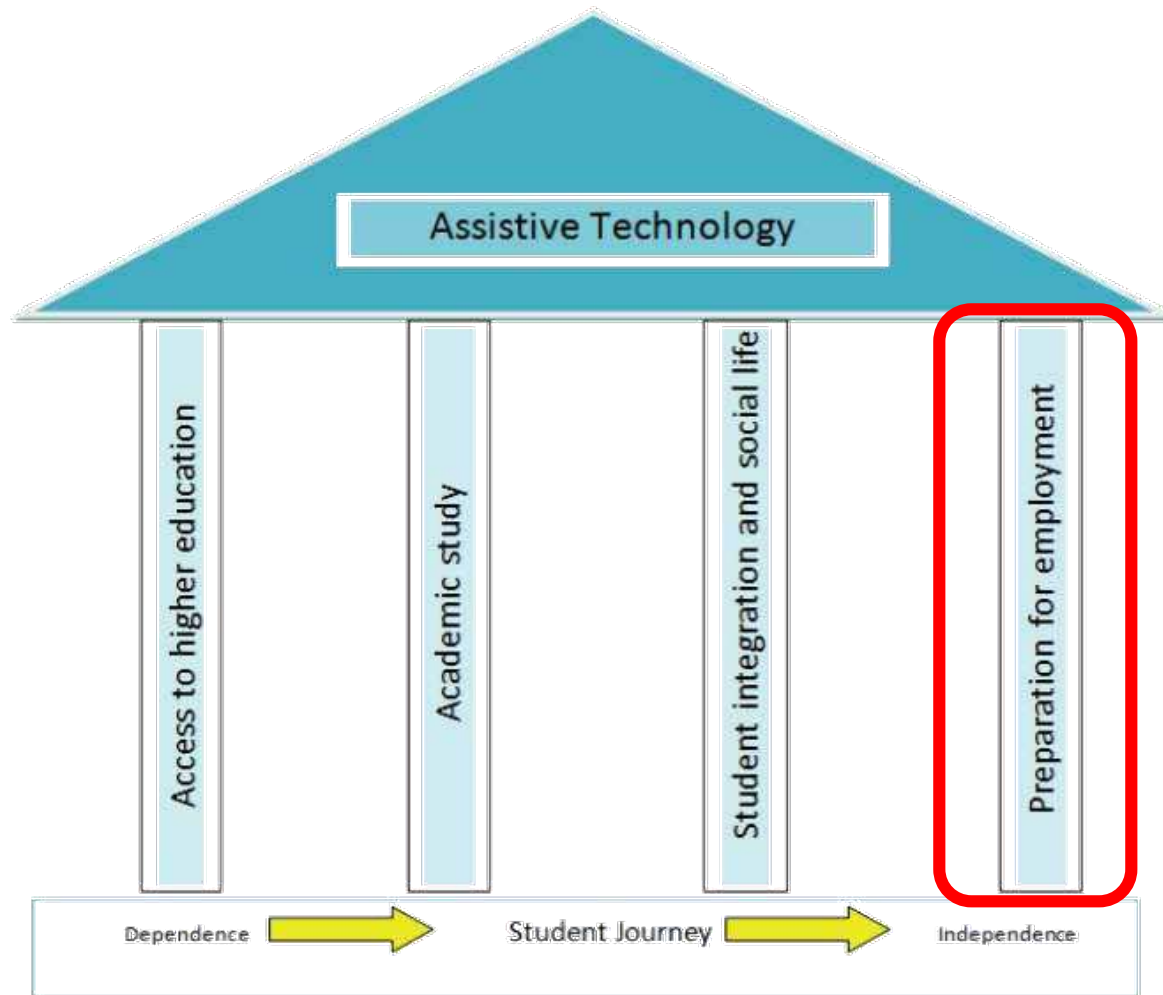 Assistive Technology
Access to higher education
Academic study
Student integration and social life
Preparation for employment
Dependence
Student Journey
Independence